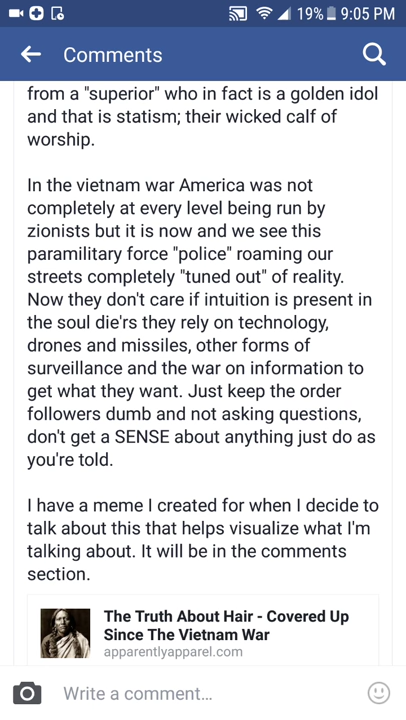 19% 9:05 PM
Comments
from a "superior" who in fact is a golden idol
and that is statism; their wicked calf of
worship.
In the vietnam war America was not
completely at every level being run by
zionists but it is now and we see this
paramilitary force "police" roaming our
streets completely "tuned out" of reality.
Now they don't care if intuition is present in
the soul die'rs they rely on technology,
drones and missiles, other forms of
surveillance and the war on information to
get what they want. Just keep the order
followers dumb and not asking questions,
don't get a SENSE about anything just do as
you're told.
I have a meme I created for when I decide to
talk about this that helps visualize what I'm
talking about. It will be in the comments
section.
The Truth About Hair - Covered Up
Since The Vietnam War
apparentlyapparel.com
Write a comment...